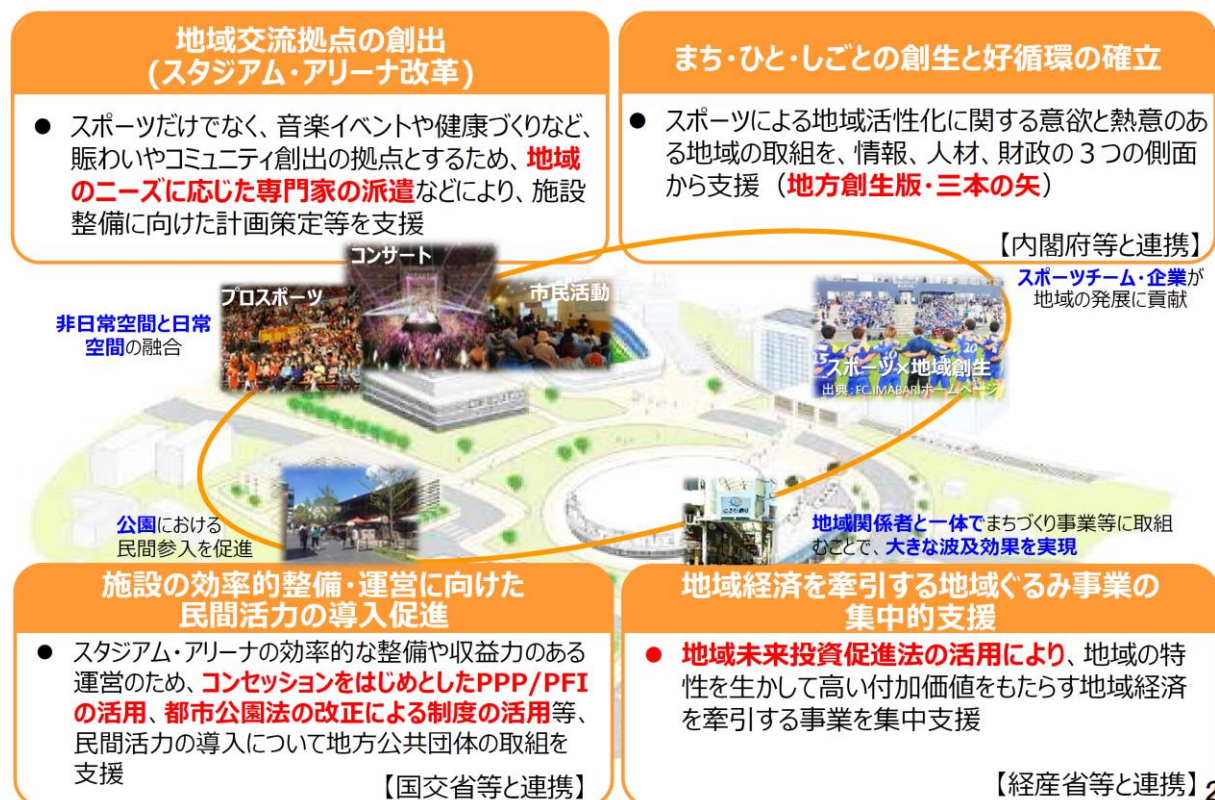 地域交流拠点の創出
(スタジアム・アリーナ改革)
● スポーツだけでなく、音楽イベントや健康づくりなど、
賑わいやコミュニティ創出の拠点とするため、地域
のニーズに応じた専門家の派遣などにより、施設
整備に向けた計画策定等を支援
まち・ひと・しごとの創生と好循環の確立
● スポーツによる地域活性化に関する意欲と熱意のあ
る地域の取組を、情報、人材、財政の３つの側面
から支援（地方創生版・三本の矢）
【内閣府等と連携】
コンサート
プロスポーツ
市民活動
非日常空間と日常
空間の融合
スポーツチーム・企業が
地域の発展に貢献
スポーツ×地域創生
出典：FC.IMABARIホームページ
公園における
民間参入を促進
地域関係者と一体でまちづくり事業等に取組
むことで、大きな波及効果を実現
施設の効率的整備・運営に向けた
民間活力の導入促進
● スタジアム・アリーナの効率的な整備や収益力のある
運営のため、コンセッションをはじめとしたPPP/PFI
の活用、都市公園法の改正による制度の活用等、
民間活力の導入について地方公共団体の取組を
支援
【国交省等と連携】
地域経済を牽引する地域ぐるみ事業の
集中的支援
● 地域未来投資促進法の活用により、地域の特
性を生かして高い付加価値をもたらす地域経済
を牽引する事業を集中支援
【経産省等と連携】
2